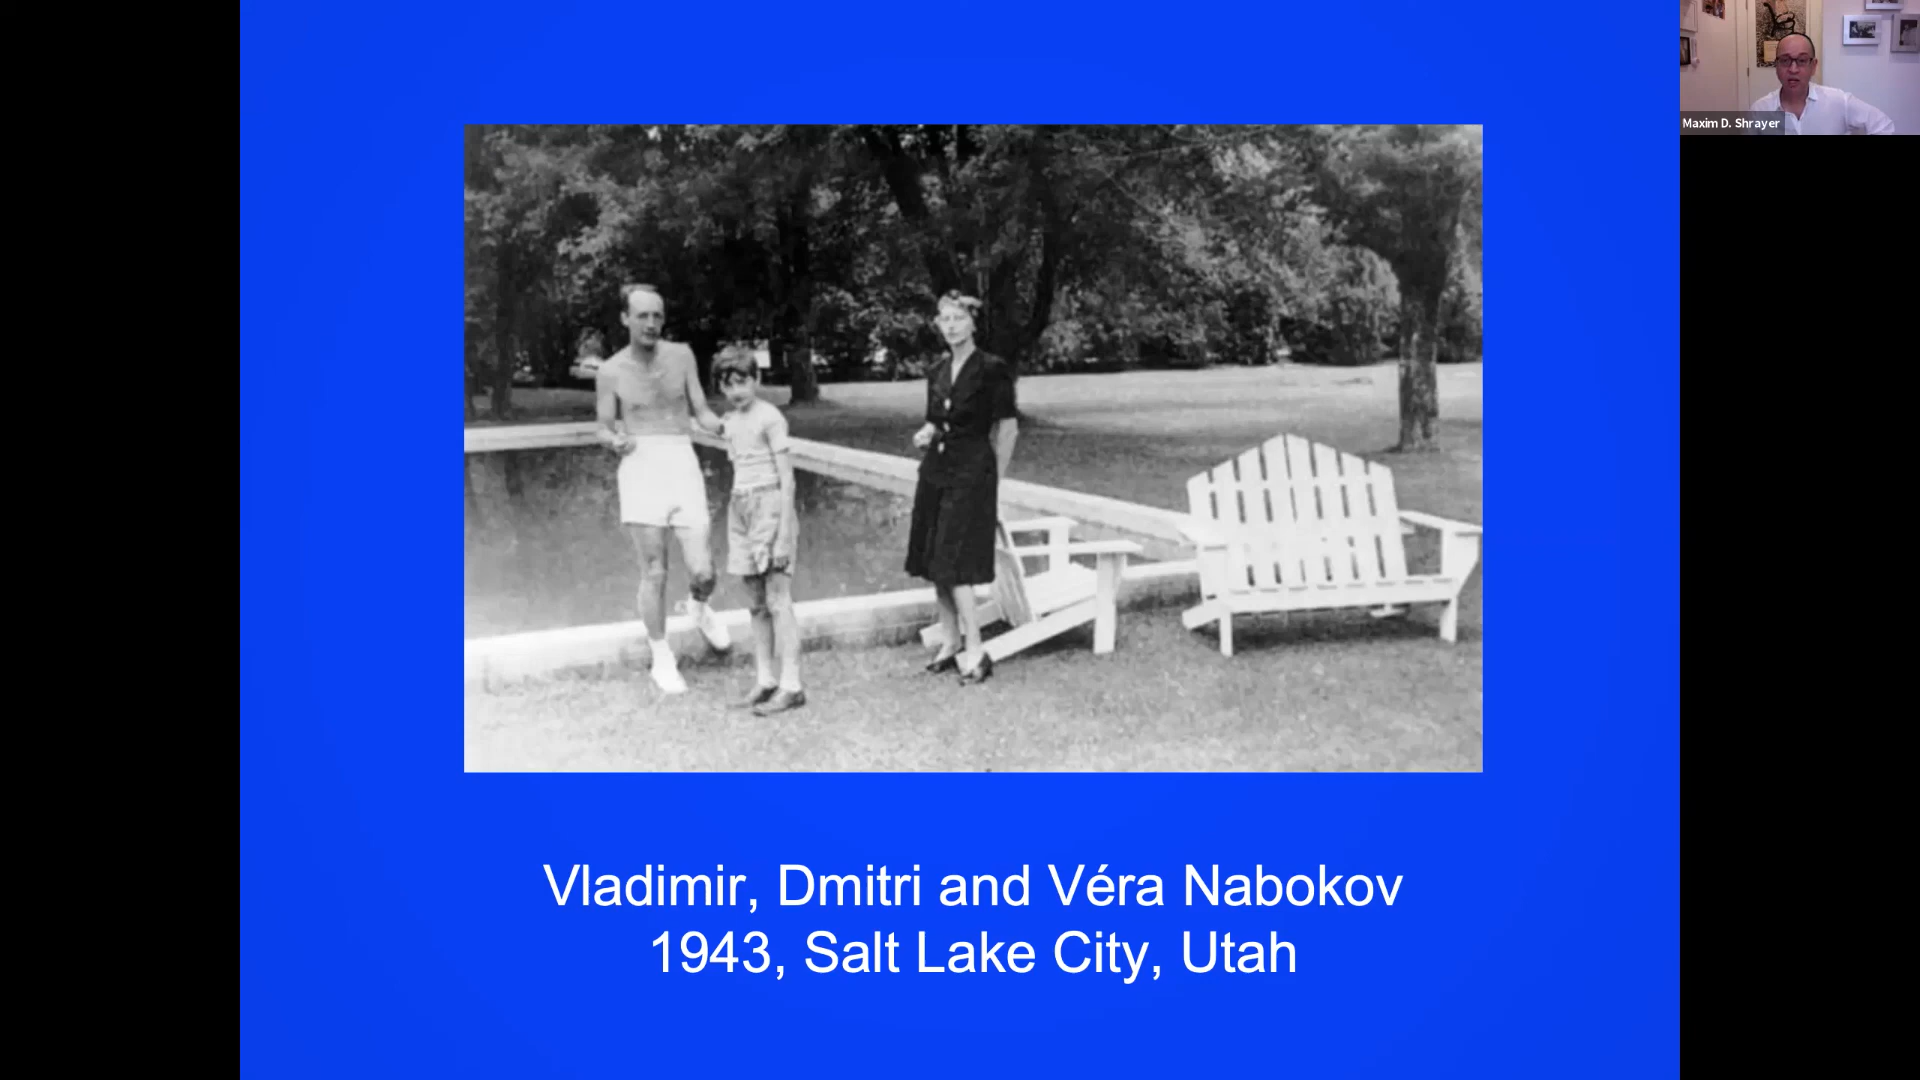 Maxim D. Shrayer
Vladimir, Dmitri and Véra Nabokov
1943, Salt Lake City, Utah